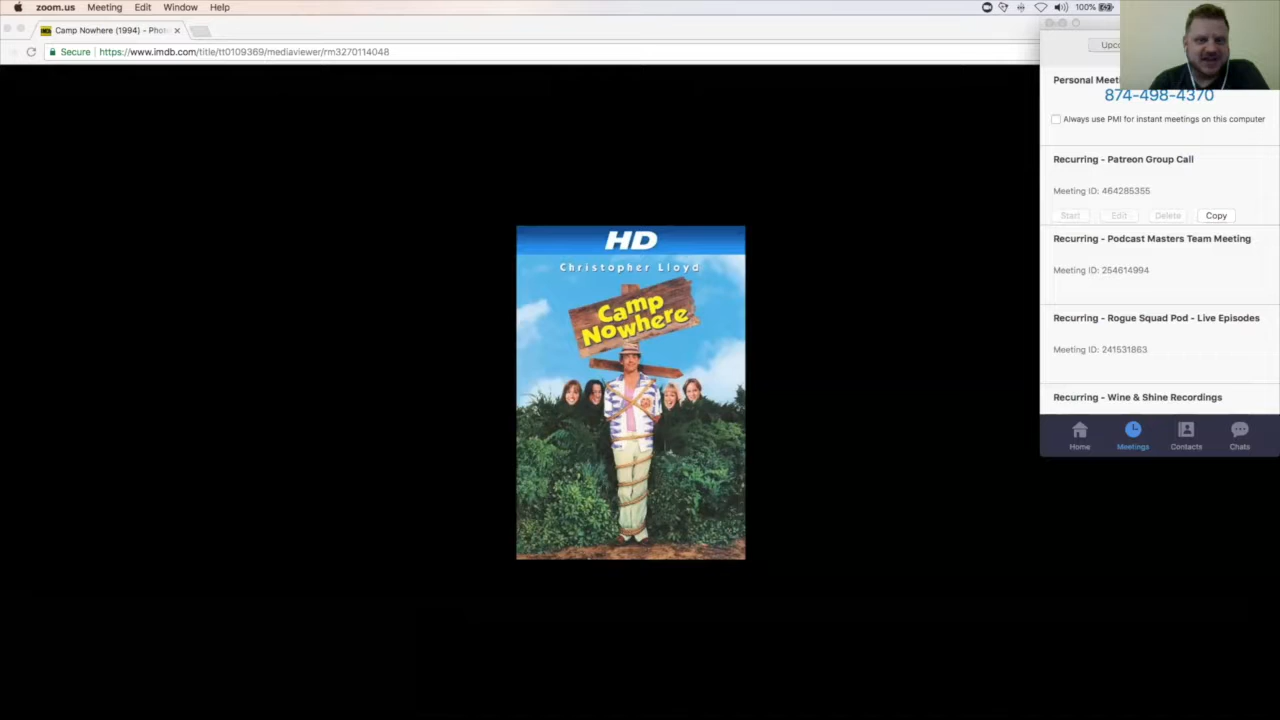 zoom.us Meeting Edit Window Help 100%
Camp Nowhere (1994) - Phot
Secure https://www.imdb.com/title/tt0109369/mediaviewer/rm3270114048
Personal Meeti
874-498-4370
Always use PMI for instant meetings on this computer
Recurring - Patreon Group Call
Meeting ID: 464285355
Start Edit Delete Copy
Recurring - Podcast Masters Team Meeting
Meeting ID: 254614994
Recurring - Rogue Squad Pod - Live Episodes
Meeting ID: 241531863
Recurring - Wine & Shine Recordings
Home Meetings Contacts Chats
HD
Christopher Lloyd
Camp
Nowhere